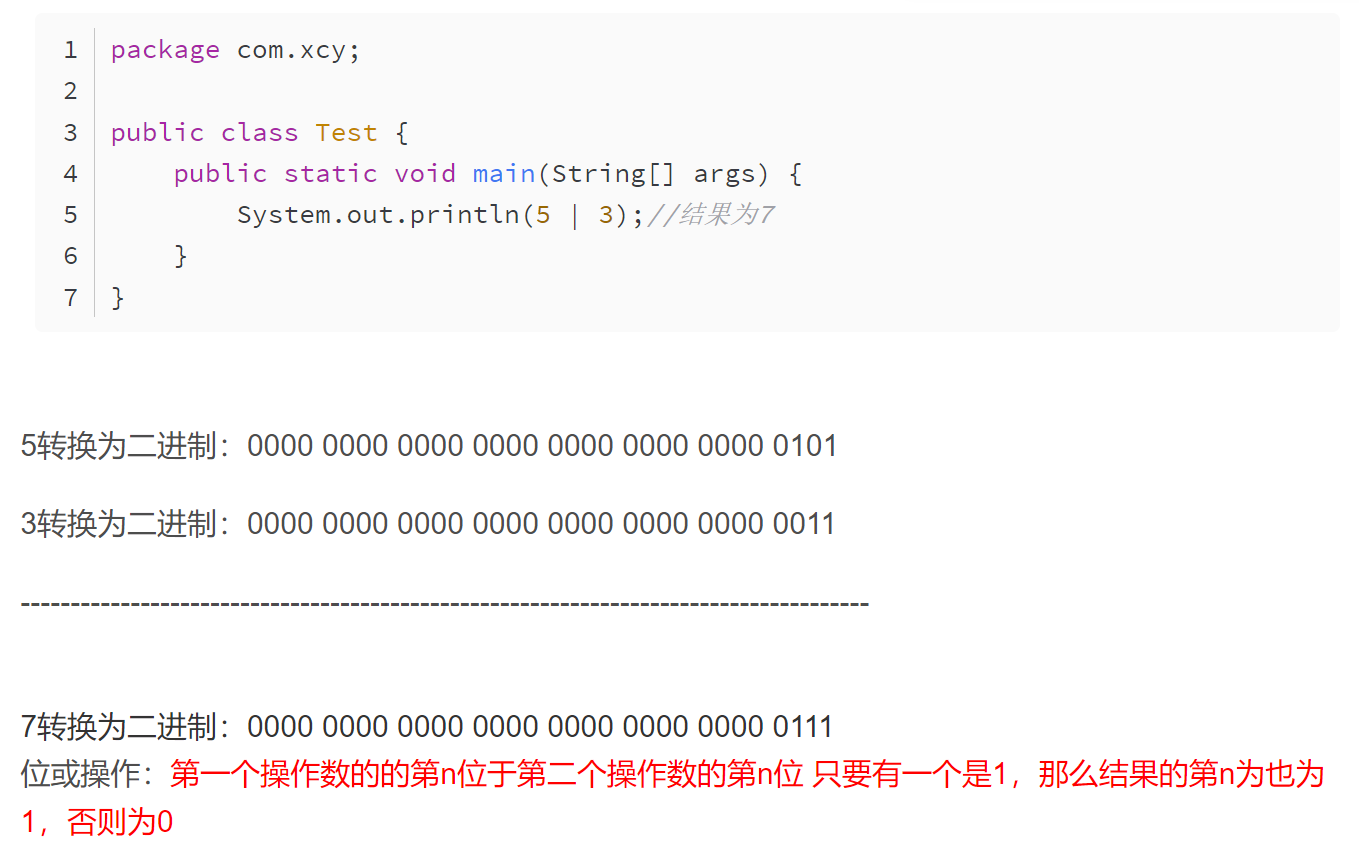 1 package com.xcy;
2
3 public class Test {
4     public static void main(String[] args) {
5         System.out.println(5 | 3);//结果为7
6     }
7 }
5转换为二进制：0000 0000 0000 0000 0000 0000 0000 0101
3转换为二进制：0000 0000 0000 0000 0000 0000 0000 0011
-------------------------------------------------------------------------------------
7转换为二进制：0000 0000 0000 0000 0000 0000 0000 0111
位或操作：第一个操作数的的第n位于第二个操作数的第n位 只要有一个是1，那么结果的第n为也为
1，否则为0